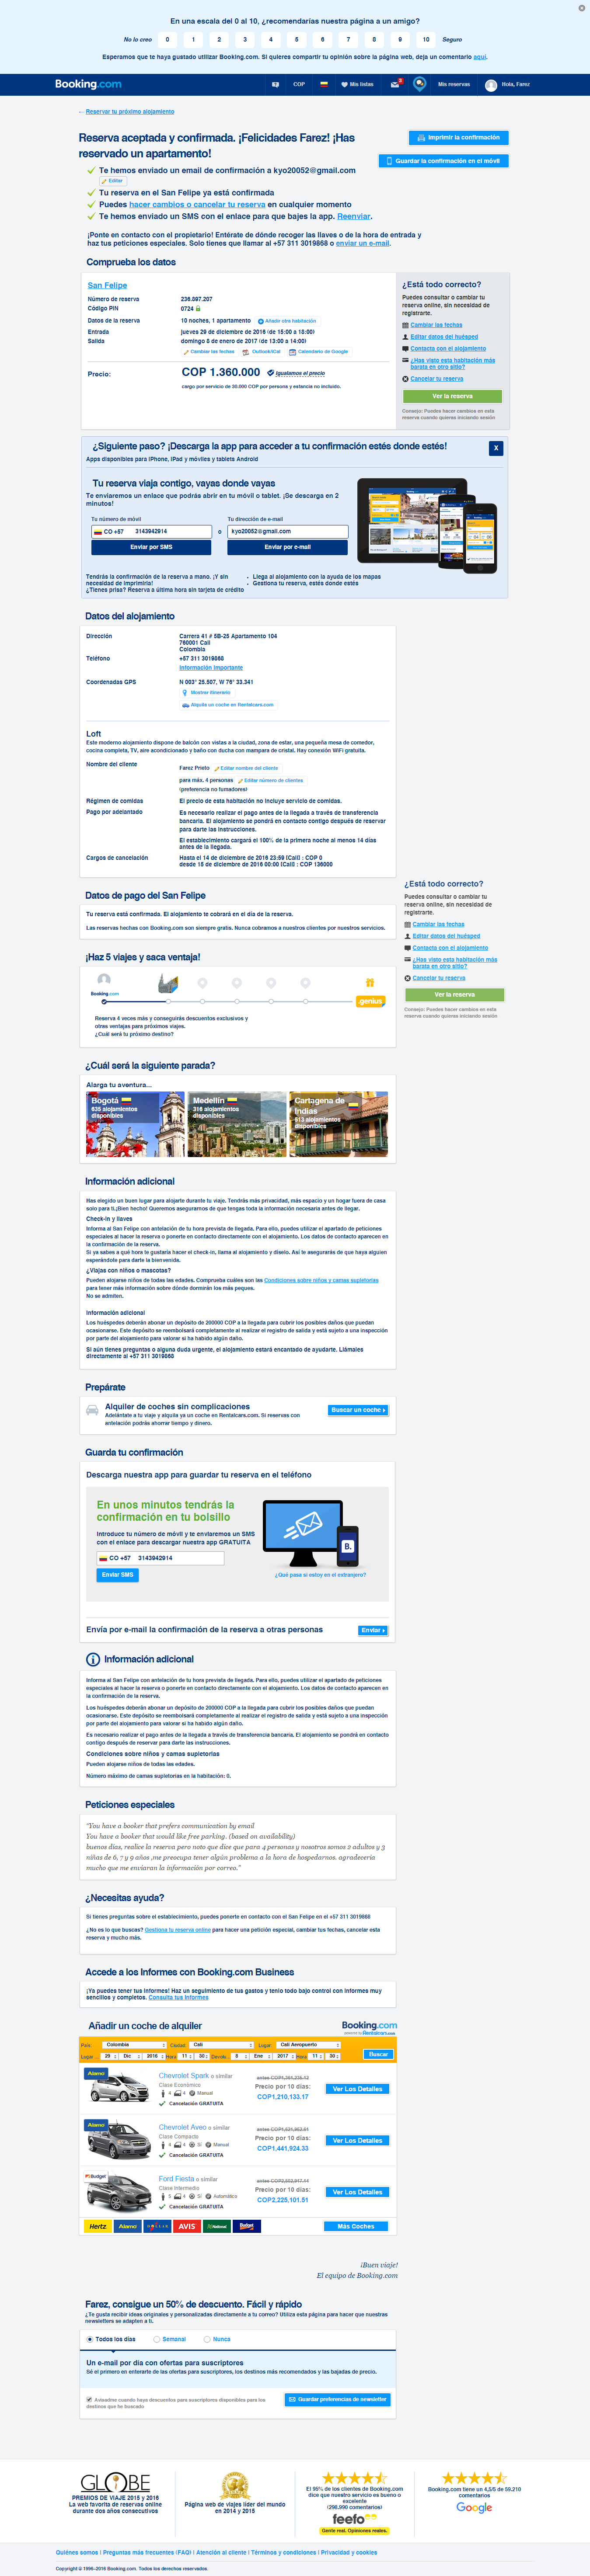 En una escala del 0 al 10, ¿recomendarías nuestra página a un amigo?
No lo creo 0 1 2 3 4 5 6 7 8 9 10 Seguro
Esperamos que te haya gustado utilizar Booking.com. Si quieres compartir tu opinión sobre la página web, deja un comentario aquí.
Booking.com COP Mis listas Mis reservas Hola, Farez
← Reservar tu próximo alojamiento
Reserva aceptada y confirmada. ¡Felicidades Farez! ¡Has
reservado un apartamento!
Imprimir la confirmación
Guardar la confirmación en el móvil
Te hemos enviado un email de confirmación a kyo20052@gmail.com
Editar
Tu reserva en el San Felipe ya está confirmada
Puedes hacer cambios o cancelar tu reserva en cualquier momento
Te hemos enviado un SMS con el enlace para que bajes la app. Reenviar.
¡Ponte en contacto con el propietario! Entérate de dónde recoger las llaves o de la hora de entrada y
haz tus peticiones especiales. Solo tienes que llamar al +57 311 3019868 o enviar un e-mail.
Comprueba los datos
San Felipe
Número de reserva 236.897.207
Código PIN 0724
Datos de la reserva 10 noches, 1 apartamento Añadir otra habitación
Entrada jueves 29 de diciembre de 2016 (de 15:00 a 18:00)
Salida domingo 8 de enero de 2017 (de 13:00 a 14:00)
Cambiar las fechas Outlook/iCal Calendario de Google
Precio: COP 1.360.000 Igualamos el precio
cargo por servicio de 30.000 COP por persona y estancia no incluido.
¿Está todo correcto?
Puedes consultar o cambiar tu
reserva online, sin necesidad de
registrarte.
Cambiar las fechas
Editar datos del huésped
Contacta con el alojamiento
¿Has visto esta habitación más
barata en otro sitio?
Cancelar tu reserva
Ver la reserva
Consejo: Puedes hacer cambios en esta
reserva cuando quieras iniciando sesión
¿Siguiente paso? ¡Descarga la app para acceder a tu confirmación estés donde estés!
X
Apps disponibles para iPhone, iPad y móviles y tablets Android
Tu reserva viaja contigo, vayas donde vayas
Te enviaremos un enlace que podrás abrir en tu móvil o tablet. ¡Se descarga en 2
minutos!
Tu número de móvil Tu dirección de e-mail
CO +57 3143942914 o kyo20052@gmail.com
Enviar por SMS Enviar por e-mail
Tendrás la confirmación de la reserva a mano. ¡Y sin
necesidad de imprimirla!
¿Tienes prisa? Reserva a última hora sin tarjeta de crédito
Llega al alojamiento con la ayuda de los mapas
Gestiona tu reserva, estés donde estés
Datos del alojamiento
Dirección Carrera 41 # 5B-25 Apartamento 104
760001 Cali
Colombia
Teléfono +57 311 3019868
Información importante
Coordenadas GPS N 003° 25.507, W 76° 33.341
Mostrar itinerario
Alquila un coche en Rentalcars.com
Loft
Este moderno alojamiento dispone de balcón con vistas a la ciudad, zona de estar, una pequeña mesa de comedor,
cocina completa, TV, aire acondicionado y baño con ducha con mampara de cristal. Hay conexión WiFi gratuita.
Nombre del cliente Farez Prieto Editar nombre del cliente
para máx. 4 personas Editar número de clientes
(preferencia no fumadores)
Régimen de comidas El precio de esta habitación no incluye servicio de comidas.
Pago por adelantado Es necesario realizar el pago antes de la llegada a través de transferencia
bancaria. El alojamiento se pondrá en contacto contigo después de reservar
para darte las instrucciones.
El establecimiento cargará el 100% de la primera noche al menos 14 días
antes de la llegada.
Cargos de cancelación Hasta el 14 de diciembre de 2016 23:59 [Cali] : COP 0
desde 15 de diciembre de 2016 00:00 [Cali] : COP 136000
¿Está todo correcto?
Puedes consultar o cambiar tu
reserva online, sin necesidad de
registrarte.
Cambiar las fechas
Editar datos del huésped
Contacta con el alojamiento
¿Has visto esta habitación más
barata en otro sitio?
Cancelar tu reserva
Ver la reserva
Consejo: Puedes hacer cambios en esta
reserva cuando quieras iniciando sesión
Datos de pago del San Felipe
Tu reserva está confirmada. El alojamiento te cobrará en el día de la reserva.
Las reservas hechas con Booking.com son siempre gratis. Nunca cobramos a nuestros clientes por nuestros servicios.
¡Haz 5 viajes y saca ventaja!
Booking.com
genius
Reserva 4 veces más y conseguirás descuentos exclusivos y
otras ventajas para próximos viajes.
¿Cuál será tu próximo destino?
¿Cuál será la siguiente parada?
Alarga tu aventura...
Bogotá
635 alojamientos
disponibles
Medellín
316 alojamientos
disponibles
Cartagena de
Indias
513 alojamientos
disponibles
Información adicional
Has elegido un buen lugar para alojarte durante tu viaje. Tendrás más privacidad, más espacio y un hogar fuera de casa
solo para ti.¡Bien hecho! Queremos asegurarnos de que tengas toda la información necesaria antes de llegar.
Check-in y llaves
Informa al San Felipe con antelación de tu hora prevista de llegada. Para ello, puedes utilizar el apartado de peticiones
especiales al hacer la reserva o ponerte en contacto directamente con el alojamiento. Los datos de contacto aparecen en
la confirmación de la reserva.
Si ya sabes a qué hora te gustaría hacer el check-in, llama al alojamiento y díselo. Así te asegurarás de que haya alguien
esperándote para darte la bienvenida.
¿Viajas con niños o mascotas?
Pueden alojarse niños de todas las edades. Comprueba cuáles son las Condiciones sobre niños y camas supletorias
para tener más información sobre dónde dormirán los más peques.
No se admiten.
Información adicional
Los huéspedes deberán abonar un depósito de 200000 COP a la llegada para cubrir los posibles daños que puedan
ocasionarse. Este depósito se reembolsará completamente al realizar el registro de salida y está sujeto a una inspección
por parte del alojamiento para valorar si ha habido algún daño.
Si aún tienes preguntas o alguna duda urgente, el alojamiento estará encantado de ayudarte. Llámales
directamente al +57 311 3019868
Prepárate
Alquiler de coches sin complicaciones
Adelántate a tu viaje y alquila ya un coche en Rentalcars.com. Si reservas con
antelación podrás ahorrar tiempo y dinero.
Buscar un coche
Guarda tu confirmación
Descarga nuestra app para guardar tu reserva en el teléfono
En unos minutos tendrás la
confirmación en tu bolsillo
Introduce tu número de móvil y te enviaremos un SMS
con el enlace para descargar nuestra app GRATUITA
CO +57 3143942914
Enviar SMS
B.
¿Qué pasa si estoy en el extranjero?
Envía por e-mail la confirmación de la reserva a otras personas
Enviar
Información adicional
Informa al San Felipe con antelación de tu hora prevista de llegada. Para ello, puedes utilizar el apartado de peticiones
especiales al hacer la reserva o ponerte en contacto directamente con el alojamiento. Los datos de contacto aparecen en
la confirmación de la reserva.
Los huéspedes deberán abonar un depósito de 200000 COP a la llegada para cubrir los posibles daños que puedan
ocasionarse. Este depósito se reembolsará completamente al realizar el registro de salida y está sujeto a una inspección
por parte del alojamiento para valorar si ha habido algún daño.
Es necesario realizar el pago antes de la llegada a través de transferencia bancaria. El alojamiento se pondrá en contacto
contigo después de reservar para darte las instrucciones.
Condiciones sobre niños y camas supletorias
Pueden alojarse niños de todas las edades.
Número máximo de camas supletorias en la habitación: 0.
Peticiones especiales
"You have a booker that prefers communication by email
You have a booker that would like free parking. (based on availability)
buenos días, realice la reserva pero noto que dice que para 4 personas y nosotros somos 2 adultos y 3
niñas de 6, 7 y 9 años ,me preocupa tener algún problema a la hora de hospedarnos. agradecería
mucho que me enviaran la información por correo."
¿Necesitas ayuda?
Si tienes preguntas sobre el establecimiento, puedes ponerte en contacto con el San Felipe en el +57 311 3019868
¿No es lo que buscas? Gestiona tu reserva online para hacer una petición especial, cambiar tus fechas, cancelar esta
reserva y mucho más.
Accede a los Informes con Booking.com Business
¡Ya puedes tener tus informes! Haz un seguimiento de tus gastos y tenlo todo bajo control con informes muy
sencillos y completos. Consulta tus informes
Añadir un coche de alquiler
Booking.com
powered by Rentalcars.com
País: Colombia Ciudad: Cali Lugar: Cali Aeropuerto
29 Dic 2016 Hora 11 30 8 Ene 2017 Hora 11 30 Buscar
Alamo
Chevrolet Spark o similar
Clase Económico
4 4 Manual
Cancelación GRATUITA
Precio por 10 días:
COP1,210,133.17
Ver Los Detalles
Alamo
Chevrolet Aveo o similar
Clase Compacto
4 4 Sí Manual
Cancelación GRATUITA
Precio por 10 días:
COP1,441,924.33
Ver Los Detalles
Budget
Ford Fiesta o similar
Clase Intermedio
5 4 Sí Automático
Cancelación GRATUITA
Precio por 10 días:
COP2,225,101.51
Ver Los Detalles
Hertz Alamo AVIS National Budget
Más Coches
¡Buen viaje!
El equipo de Booking.com
Farez, consigue un 50% de descuento. Fácil y rápido
¿Te gusta recibir ideas originales y personalizadas directamente a tu correo? Utiliza esta página para hacer que nuestras
newsletters se adapten a ti.
Todos los días Semanal Nunca
Un e-mail por día con ofertas para suscriptores
Sé el primero en enterarte de las ofertas para suscriptores, los destinos más recomendados y las bajadas de precio.
Avisadme cuando haya descuentos para suscriptores disponibles para los
destinos que he buscado
Guardar preferencias de newsletter
GLOBE
PREMIOS DE VIAJE 2015 y 2016
La web favorita de reservas online
durante dos años consecutivos
Página web de viajes líder del mundo
en 2014 y 2015
El 95% de los clientes de Booking.com
dice que nuestro servicio es bueno o
excelente
(298,990 comentarios)
feefo
Gente real. Opiniones reales.
Booking.com tiene un 4,5/5 de 59,210
comentarios
Google
Quiénes somos | Preguntas más frecuentes (FAQ) | Atención al cliente | Términos y condiciones | Privacidad y cookies
Copyright © 1996–2016 Booking.com. Todos los derechos reservados.